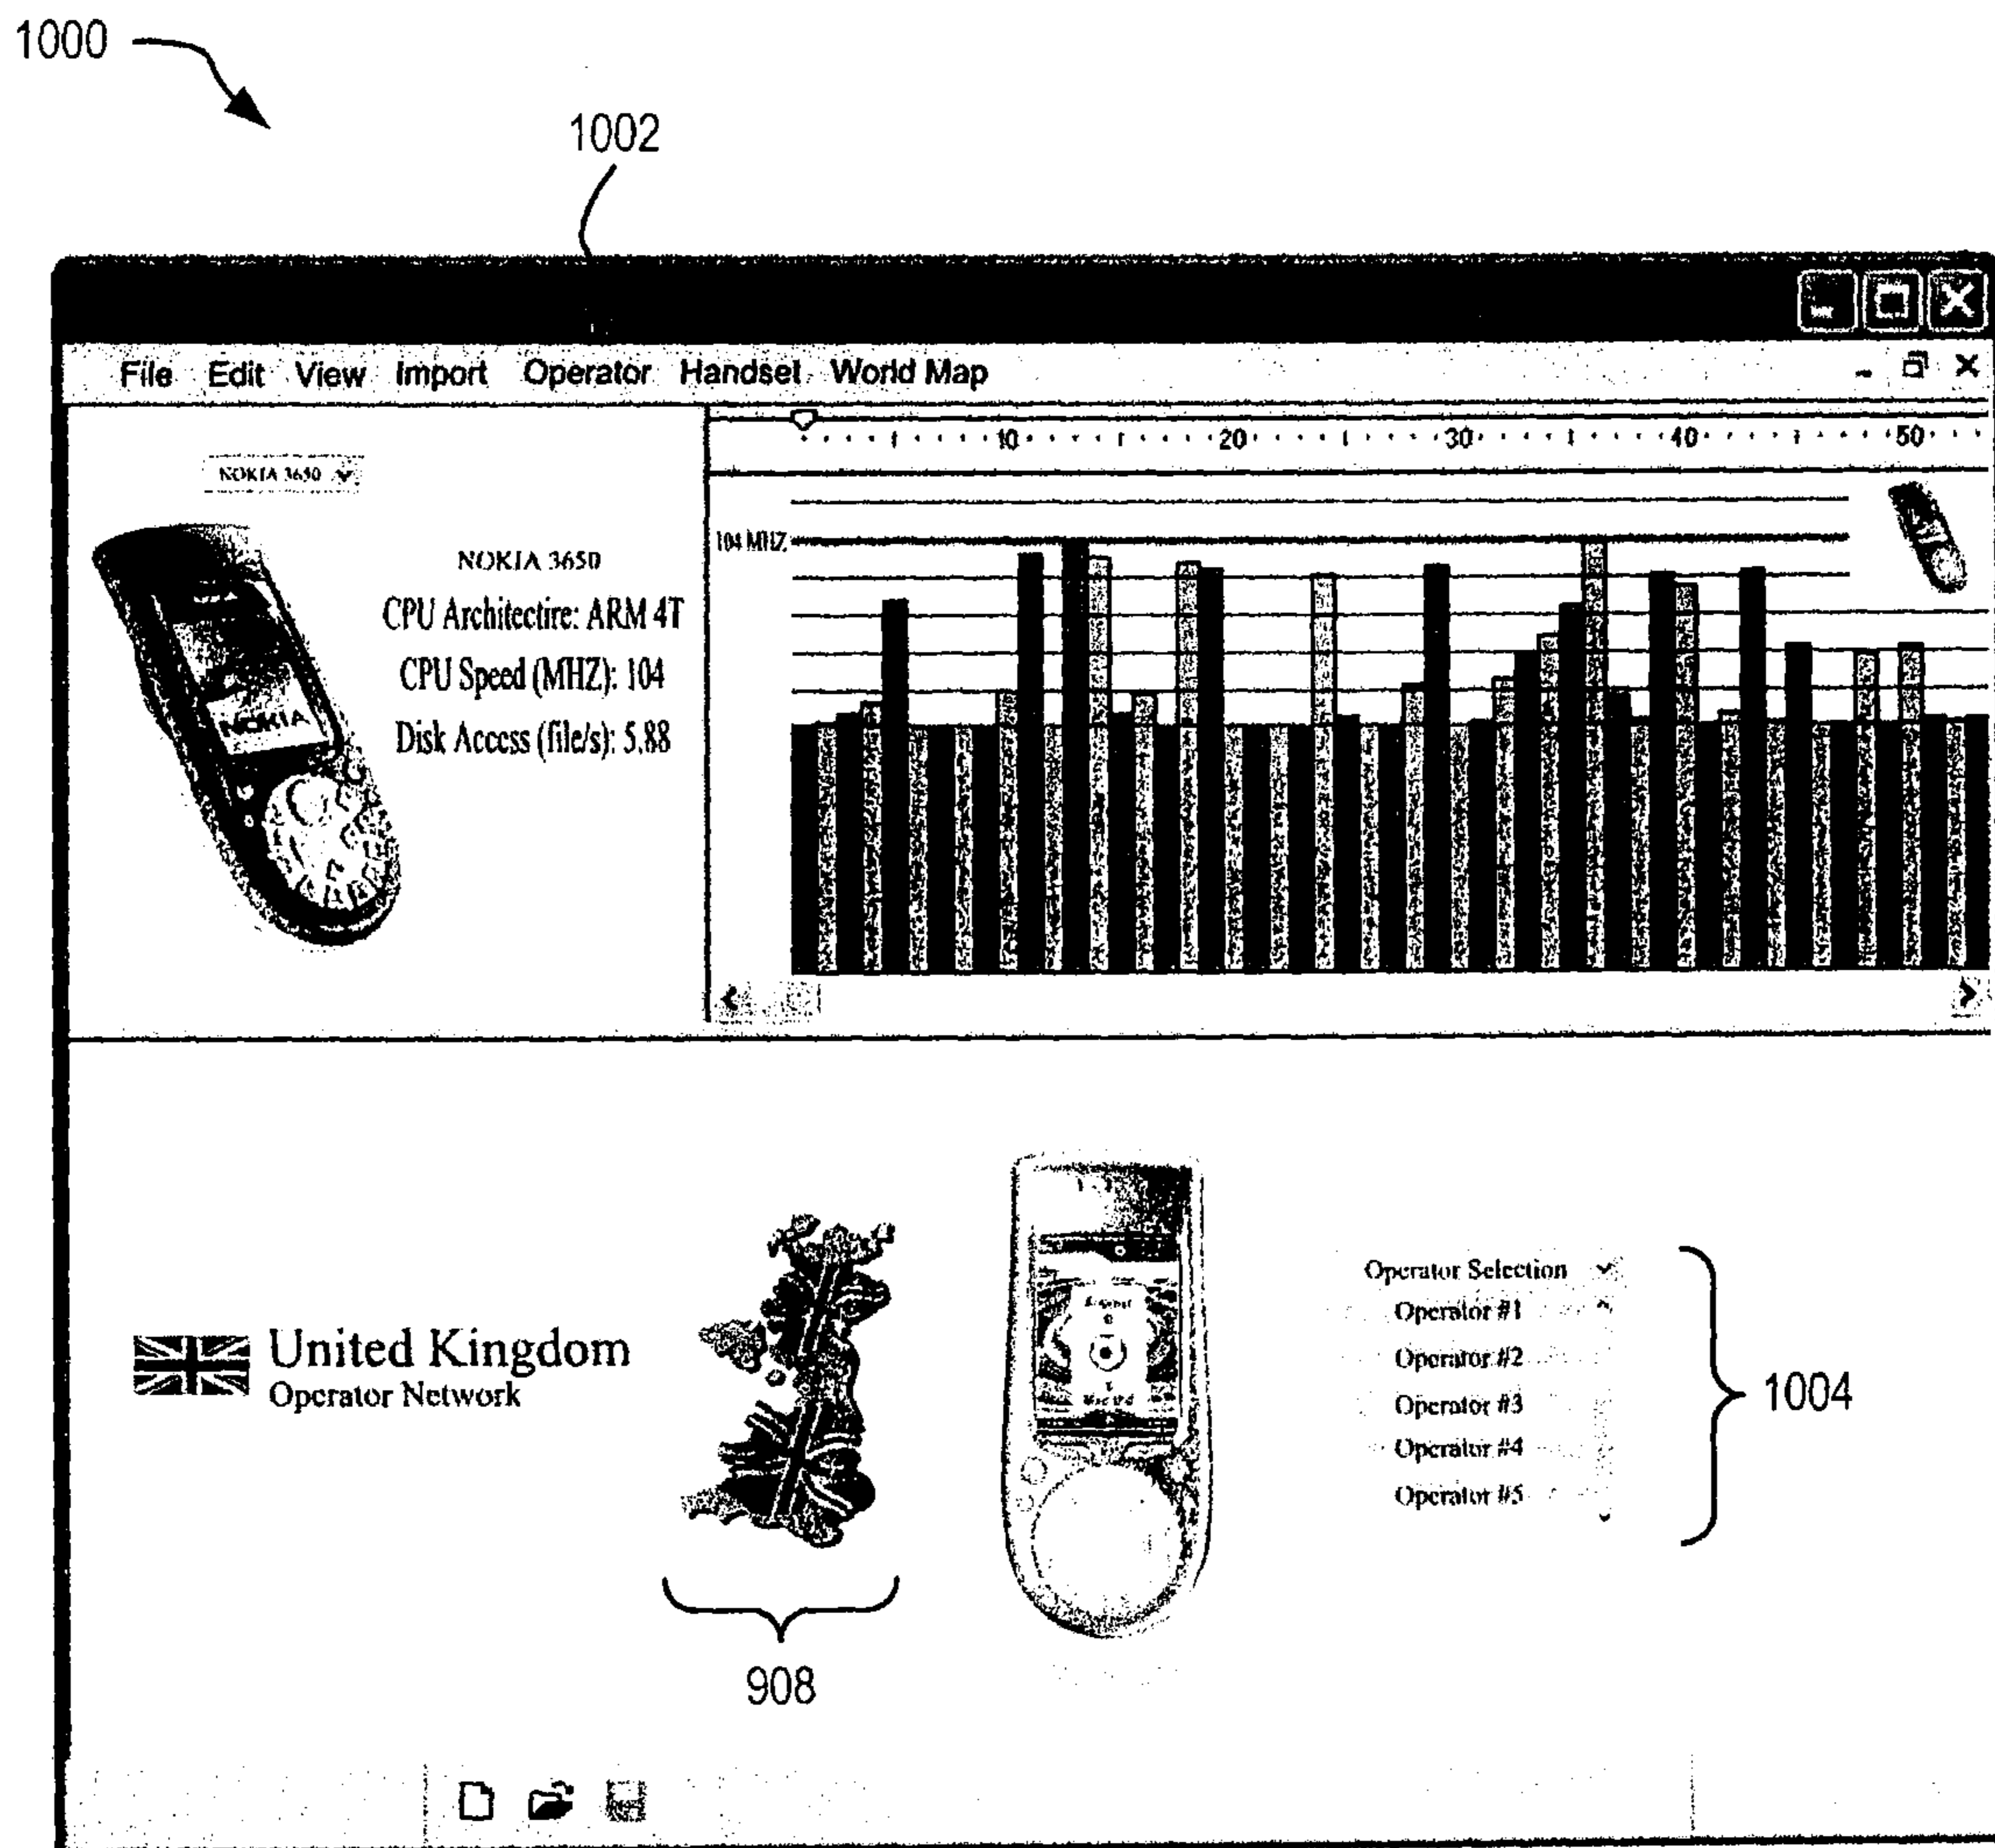 1000
1002
File Edit View Import Operator Handset World Map
10 20 30 40 50
NOKIA 3650
104 MHZ
NOKIA 3650
CPU Architectire: ARM 4T
CPU Speed (MHZ): 104
Disk Access (file/s): 5.88
NOKIA
United Kingdom
Operator Network
Operator Selection
Operator #1
Operator #2
Operator #3
Operator #4
Operator #5
1004
908